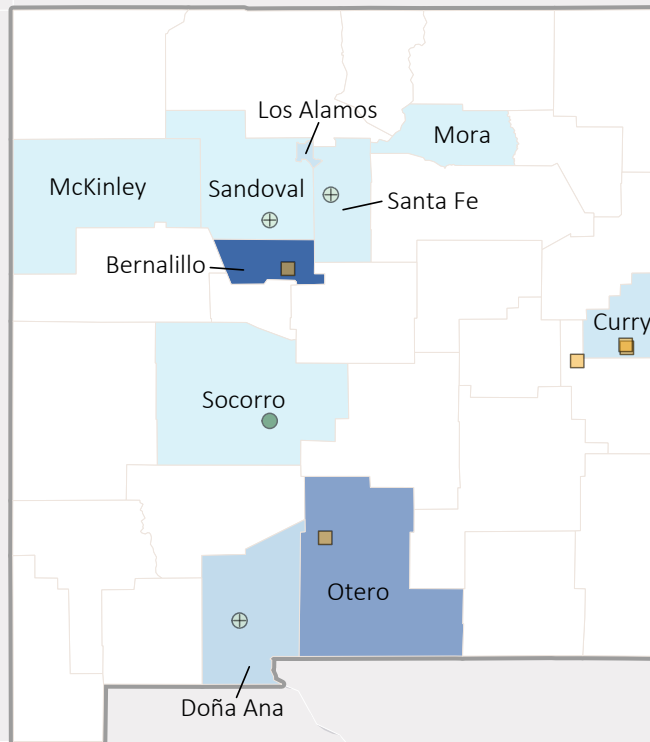 Los Alamos
Mora
McKinley
Sandoval
Santa Fe
Bernalillo
Curry
Socorro
Otero
Doña Ana